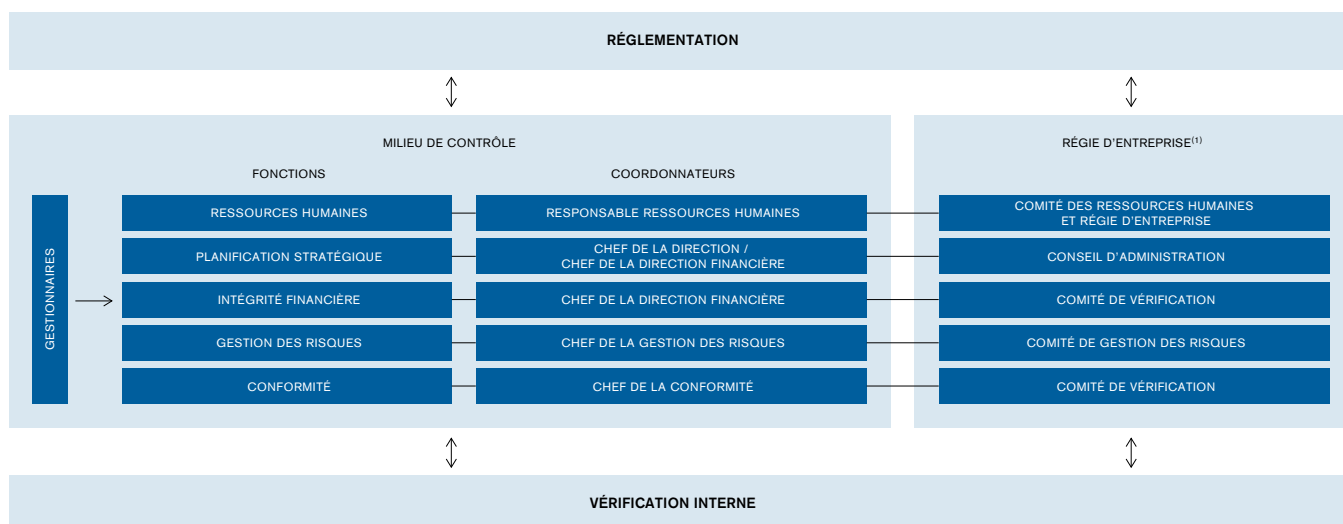 RÉGLEMENTATION
MILIEU DE CONTRÔLE
RÉGIE D'ENTREPRISE(1)
FONCTIONS
COORDONNATEURS
GESTIONNAIRES
RESSOURCES HUMAINES
RESPONSABLE RESSOURCES HUMAINES
COMITÉ DES RESSOURCES HUMAINES
ET RÉGIE D'ENTREPRISE
PLANIFICATION STRATÉGIQUE
CHEF DE LA DIRECTION /
CHEF DE LA DIRECTION FINANCIÈRE
CONSEIL D'ADMINISTRATION
INTÉGRITÉ FINANCIÈRE
CHEF DE LA DIRECTION FINANCIÈRE
COMITÉ DE VÉRIFICATION
GESTION DES RISQUES
CHEF DE LA GESTION DES RISQUES
COMITÉ DE GESTION DES RISQUES
CONFORMITÉ
CHEF DE LA CONFORMITÉ
COMITÉ DE VÉRIFICATION
VÉRIFICATION INTERNE